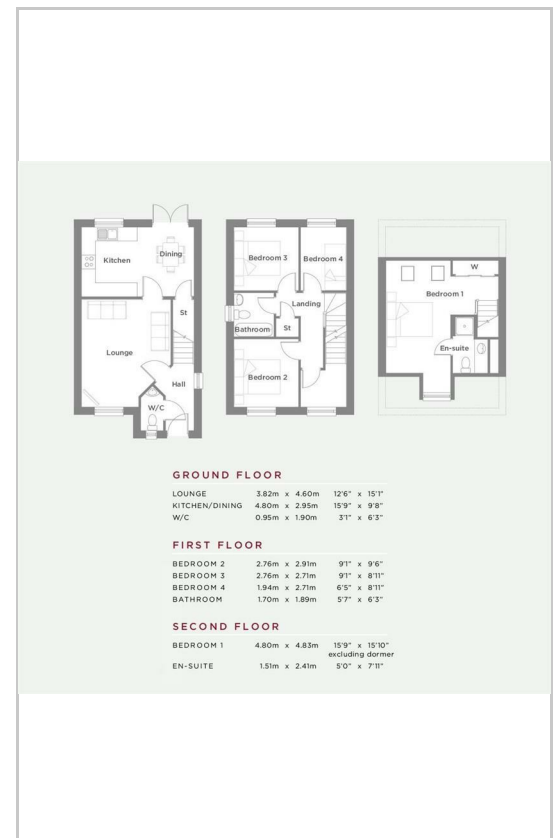 Kitchen
Dining
St
Lounge
Hall
W/C
Bedroom 3
Bedroom 4
Landing
Bathroom
St
Bedroom 2
W
Bedroom 1
En-suite
GROUND FLOOR
LOUNGE 3.82m x 4.60m 12'6" x 15'1"
KITCHEN/DINING 4.80m x 2.95m 15'9" x 9'8"
W/C 0.95m x 1.90m 3'1" x 6'3"
FIRST FLOOR
BEDROOM 2 2.76m x 2.91m 9'1" x 9'6"
BEDROOM 3 2.76m x 2.71m 9'1" x 8'11"
BEDROOM 4 1.94m x 2.71m 6'5" x 8'11"
BATHROOM 1.70m x 1.89m 5'7" x 6'3"
SECOND FLOOR
BEDROOM 1 4.80m x 4.83m 15'9" x 15'10"
excluding dormer
EN-SUITE 1.51m x 2.41m 5'0" x 7'11"